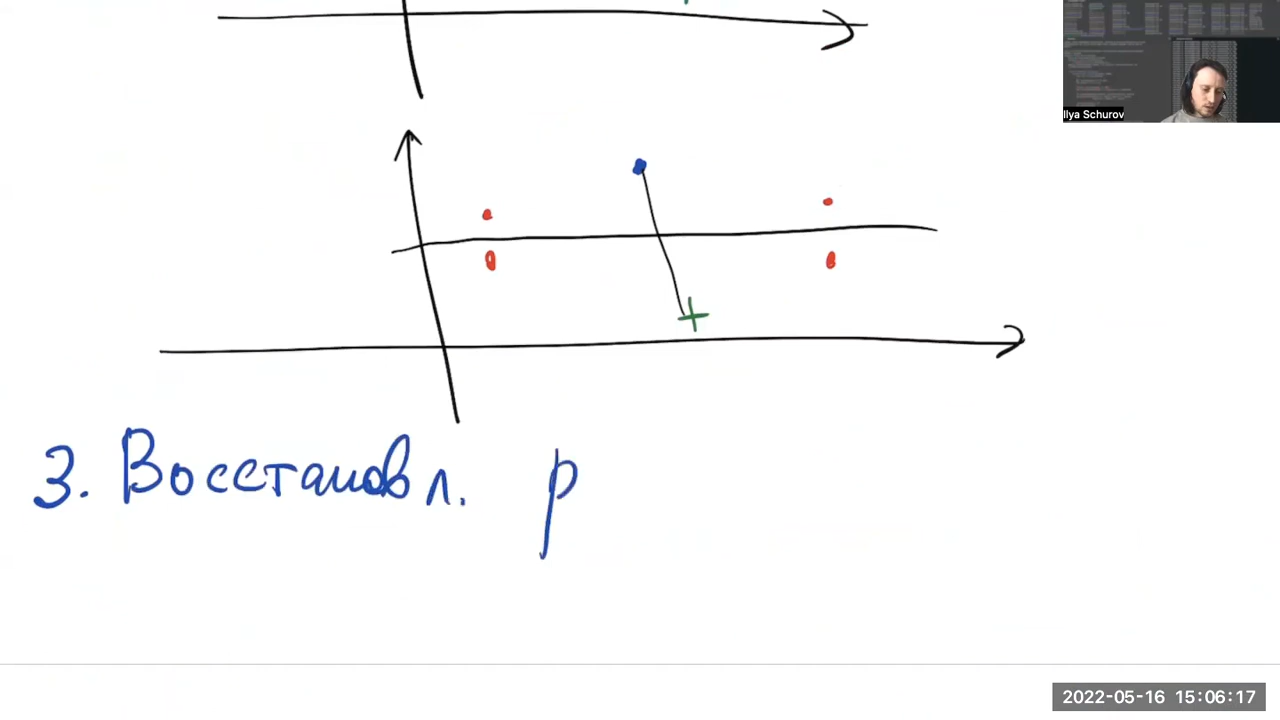 Ilya Schurov
3. Восстановл. р
2022-05-16 15:06:17